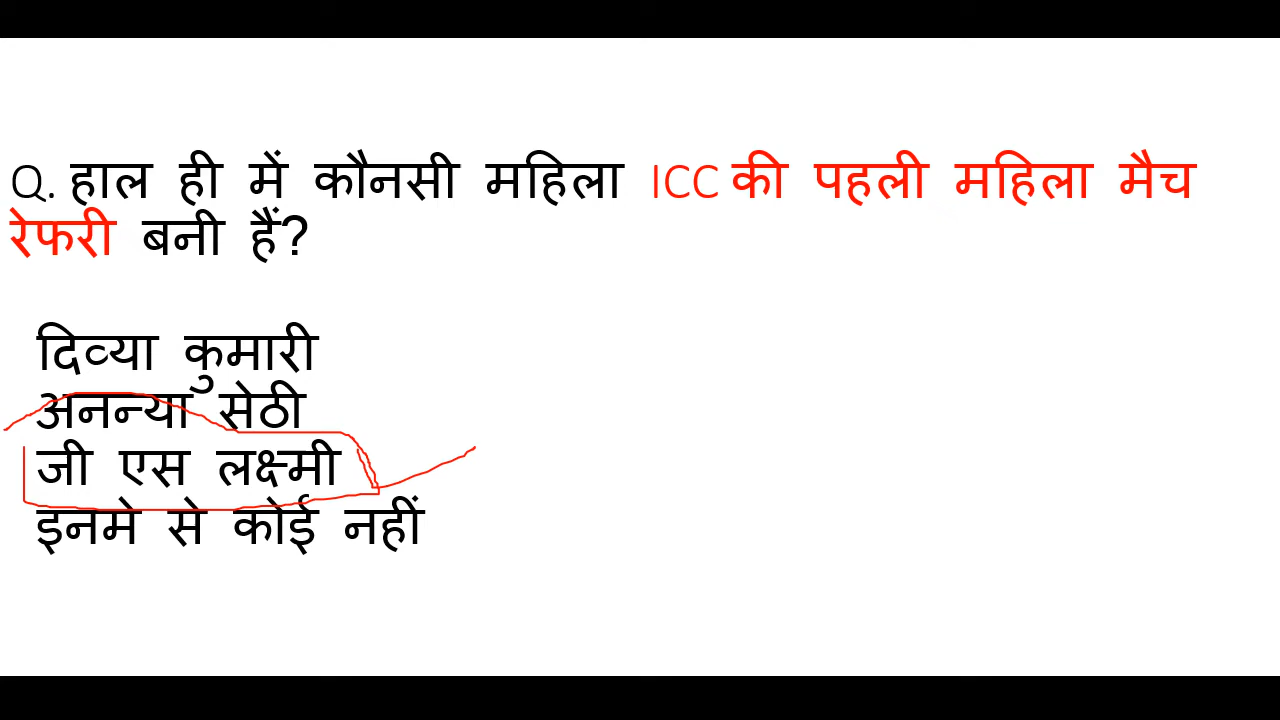 Q. हाल ही में कौनसी महिला ICC की पहली महिला मैच
रेफरी बनी हैं?
दिव्या कुमारी
अनन्या सेठी
जी एस लक्ष्मी
इनमे से कोई नहीं